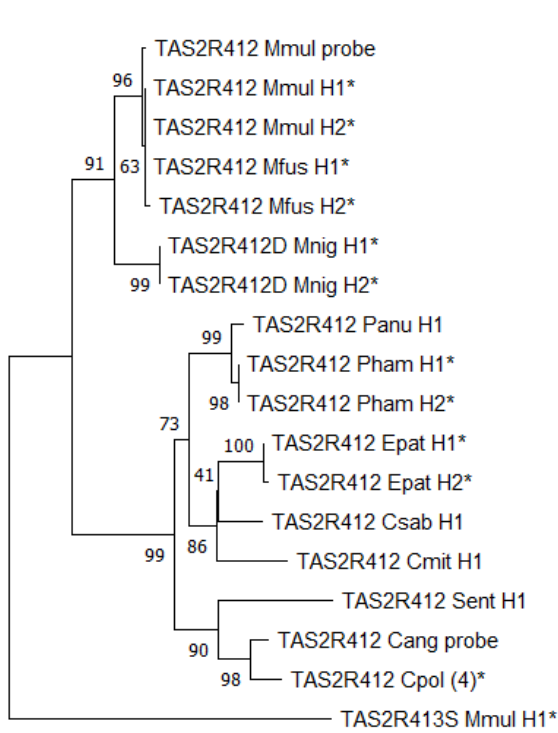 TAS2R412 Mmul probe
96
TAS2R412 Mmul H1*
TAS2R412 Mmul H2*
91
63
TAS2R412 Mfus H1*
TAS2R412 Mfus H2*
TAS2R412D Mnig H1*
99
TAS2R412D Mnig H2*
TAS2R412 Panu H1
99
TAS2R412 Pham H1*
98
TAS2R412 Pham H2*
73
TAS2R412 Epat H1*
100
41
TAS2R412 Epat H2*
TAS2R412 Csab H1
99
86
TAS2R412 Cmit H1
TAS2R412 Sent H1
90
TAS2R412 Cang probe
98
TAS2R412 Cpol (4)*
TAS2R413S Mmul H1*